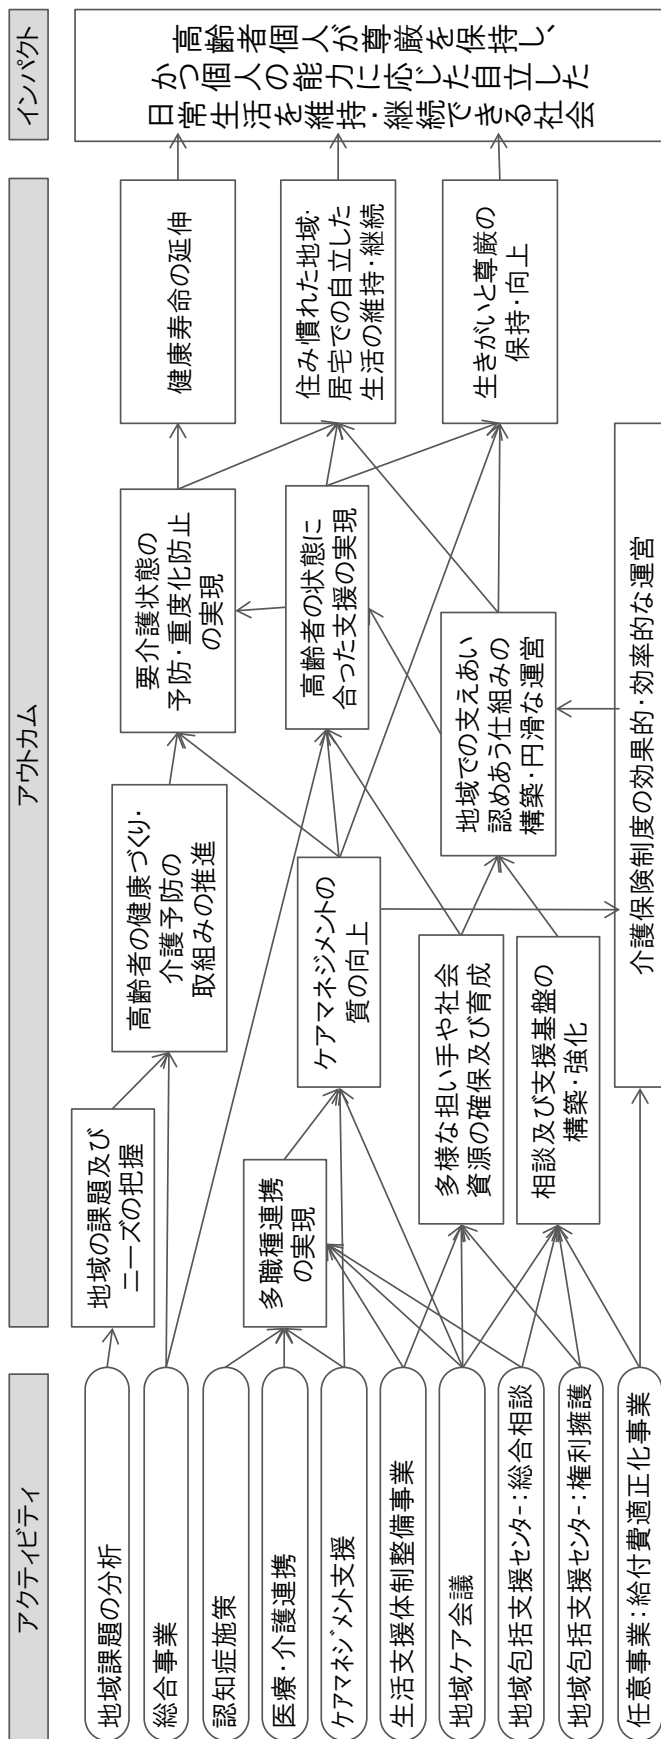 アクティビティ
アウトカム
インパクト
地域課題の分析
総合事業
認知症施策
医療・介護連携
ケアマネジメント支援
生活支援体制整備事業
地域ケア会議
地域包括支援センター:総合相談
地域包括支援センター:権利擁護
任意事業:給付費適正化事業
地域の課題及び
ニーズの把握
多職種連携
の実現
高齢者の健康づくり・
介護予防の
取組みの推進
ケアマネジメントの
質の向上
多様な担い手や社会
資源の確保及び育成
相談及び支援基盤の
構築・強化
要介護状態の
予防・重度化防止
の実現
高齢者の状態に
合った支援の実現
地域での支えあい
認めあう仕組みの
構築・円滑な運営
介護保険制度の効果的・効率的な運営
健康寿命の延伸
住み慣れた地域・
居宅での自立した
生活の維持・継続
生きがいと尊厳の
保持・向上
高齢者個人が尊厳を保持し、
かつ個人の能力に応じた自立した
日常生活を維持・継続できる社会